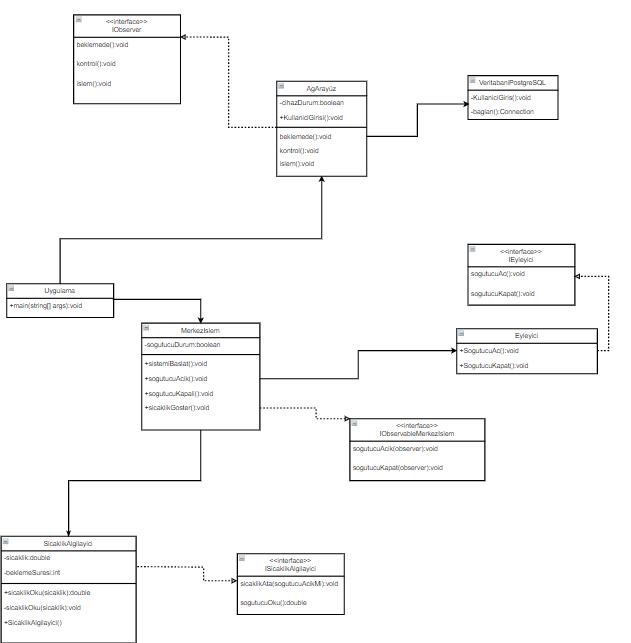 <<interface>>
IObserver
beklemede():void
kontrol():void
islem():void
AgArayüz
-cihazDurum:boolean
+KullaniciGirisi():void
beklemede():void
kontrol():void
islem():void
VeritabaniPostgreSQL
-KullaniciGiris():void
-baglan():Connection
<<interface>>
IEyleyici
sogutucuAc():void
sogutucuKapat():void
Uygulama
+main(string[] args):void
MerkezIslem
-sogutucuDurum:boolean
+sistemiBaslat():void
+sogutucuAcik():void
+sogutucuKapali():void
+sicaklikGoster():void
Eyleyici
+SogutucuAc():void
+SogutucuKapat():void
<<interface>>
IObservableMerkezIslem
sogutucuAcik(observer):void
sogutucuKapat(observer):void
SicaklikAlgilayici
-sicaklik:double
-beklemeSuresi:int
+sicaklikOku(sicaklik):double
-sicaklikOku(sicaklik):void
+SicaklikAlgilayici()
<<interface>>
ISicaklikAlgilayici
sicaklikAta(sogutucuAcikMi):void
sogutucuOku():double